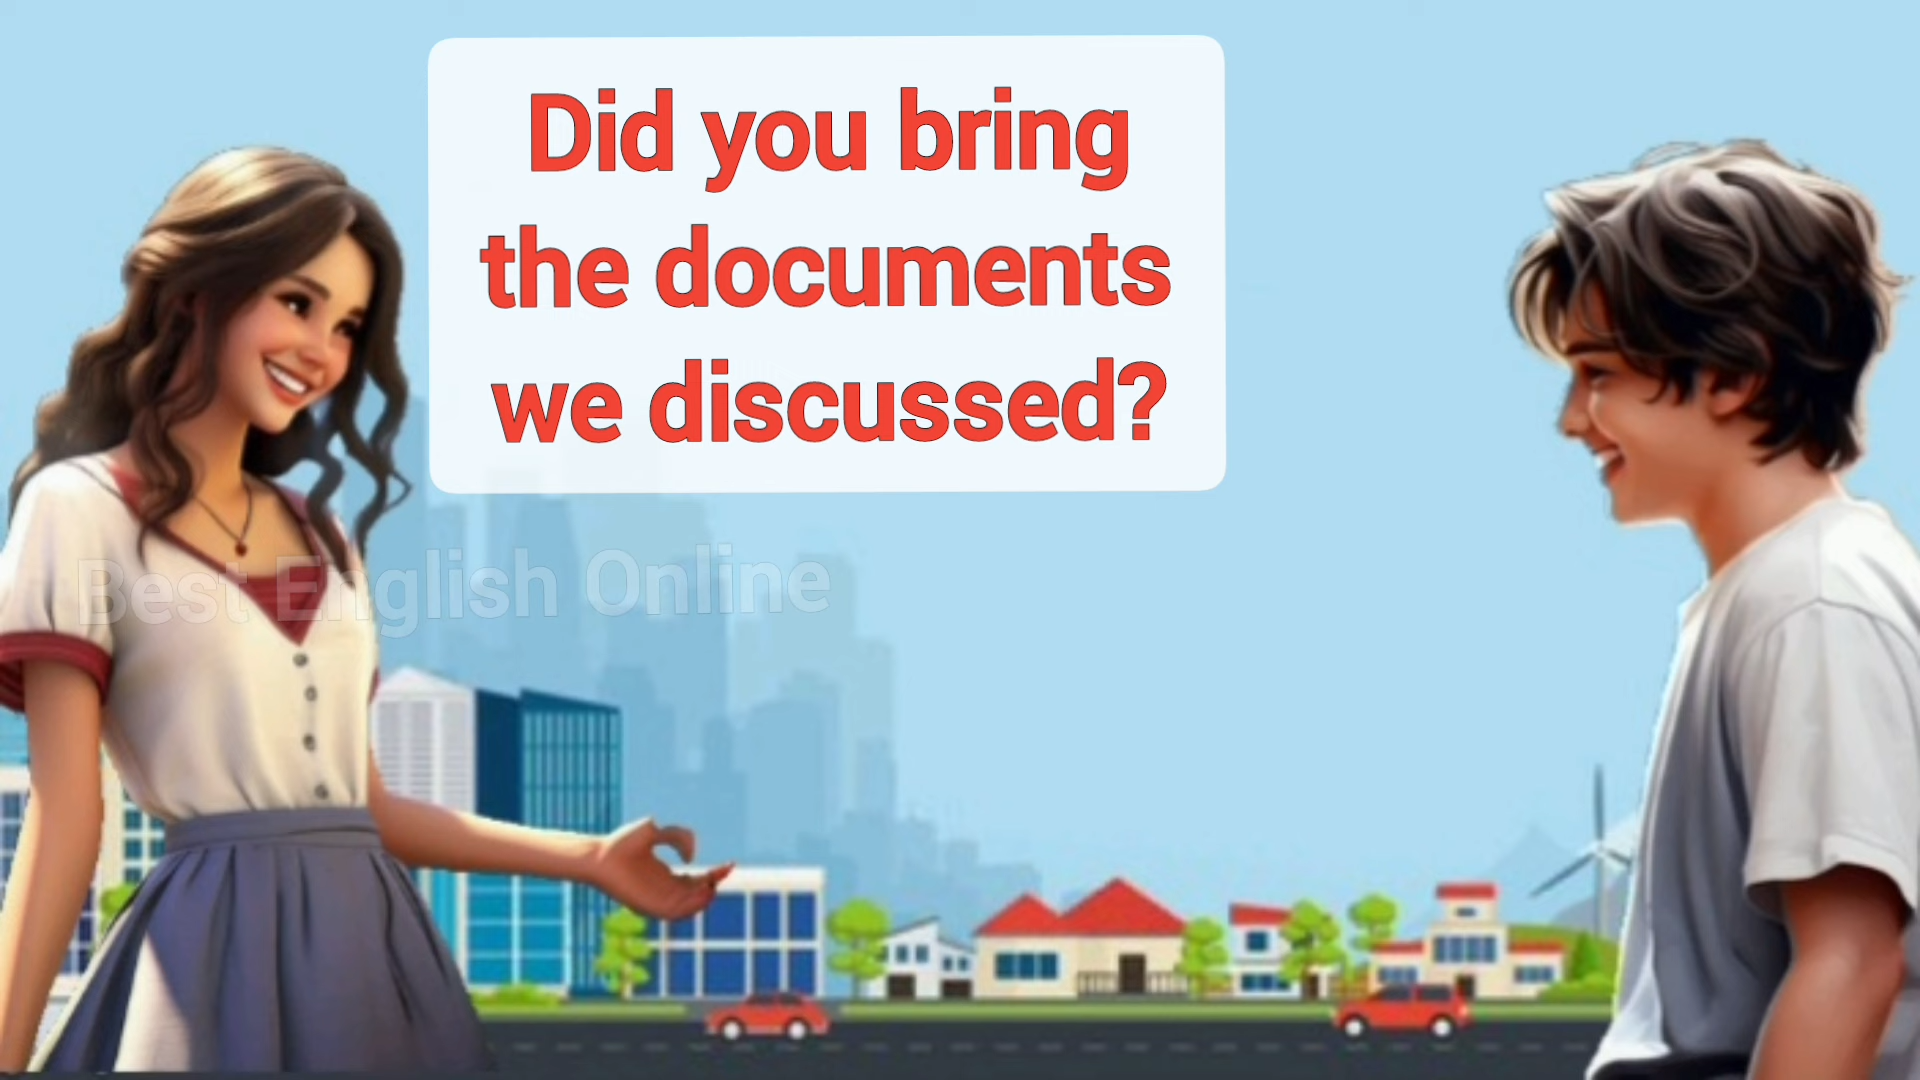 Did you bring
the documents
we discussed?
Best English Online